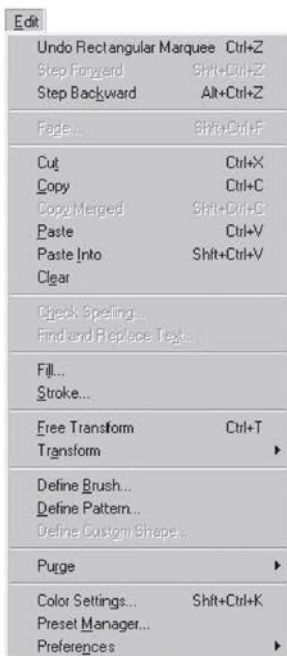 Edit
Undo Rectangular Marquee Ctrl+Z
Step Forward Shft+Ctrl+Z
Step Backward Alt+Ctrl+Z
Fade... Shft+Ctrl+F
Cut Ctrl+X
Copy Ctrl+C
Copy Merged Shft+Ctrl+C
Paste Ctrl+V
Paste Into Shft+Ctrl+V
Clear
Check Spelling...
Find and Replace Text...
Fill...
Stroke...
Free Transform Ctrl+T
Transform
Define Brush...
Define Pattern...
Define Custom Shape...
Purge
Color Settings... Shft+Ctrl+K
Preset Manager...
Preferences